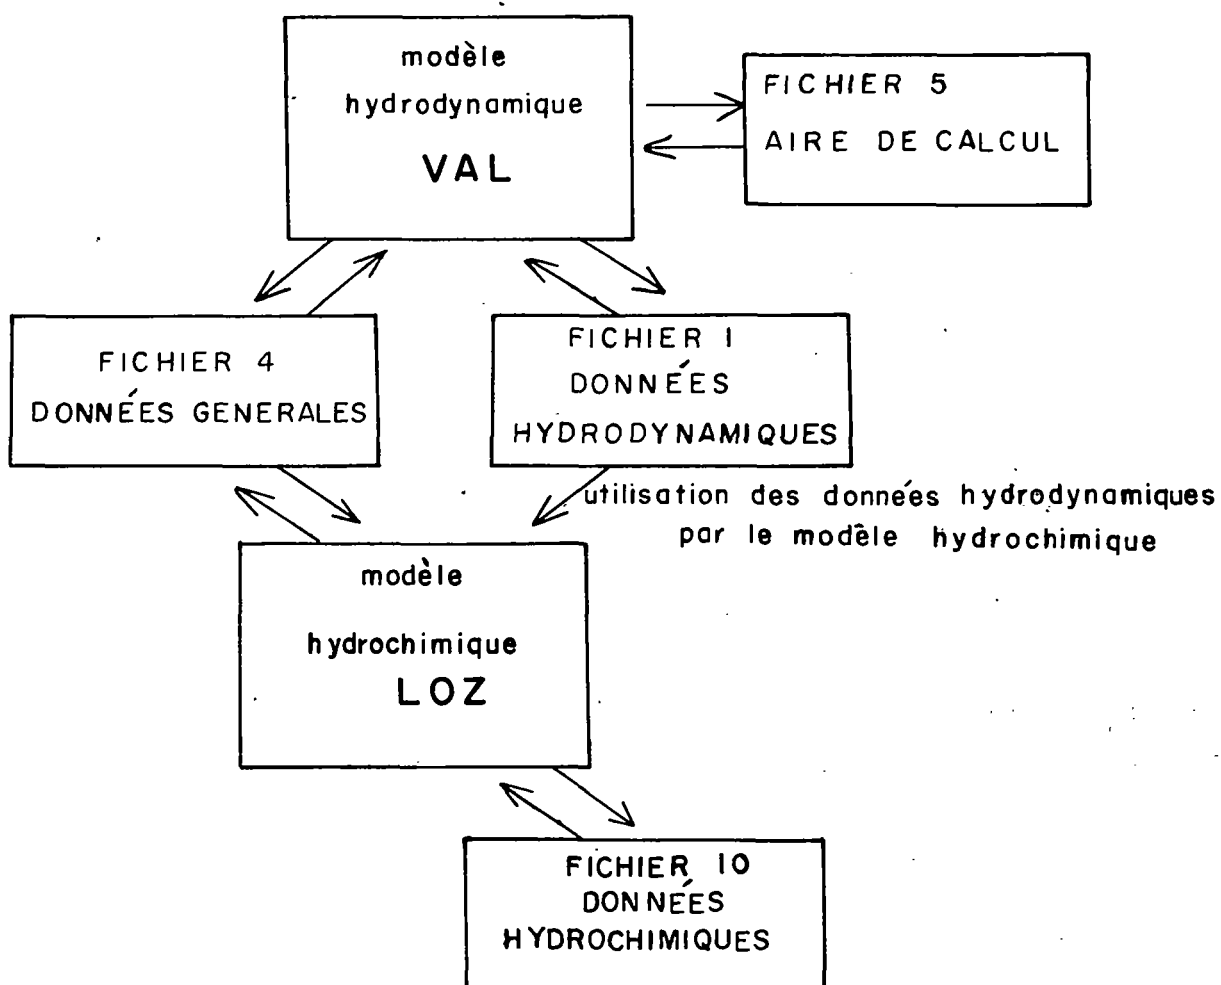 modèle
hydrodynamique
VAL
FICHIER 5
AIRE DE CALCUL
FICHIER 4
DONNÉES GENERALES
FICHIER 1
DONNÉES
HYDRODYNAMIQUES
utilisation des données hydrodynamiques
par le modèle hydrochimique
modèle
hydrochimique
LOZ
FICHIER 10
DONNÉES
HYDROCHIMIQUES